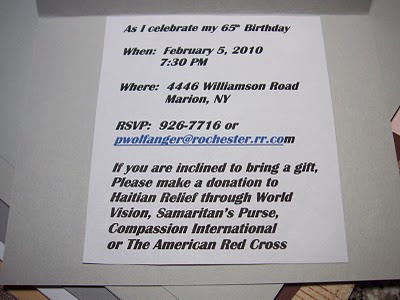 As I celebrate my 65th Birthday
When: February 5, 2010
7:30 PM
Where: 4446 Williamson Road
Marion, NY
RSVP: 926-7716 or
pwolfanger@rochester.rr.com
If you are inclined to bring a gift,
Please make a donation to
Haitian Relief through World
Vision, Samaritan's Purse,
Compassion International
or The American Red Cross